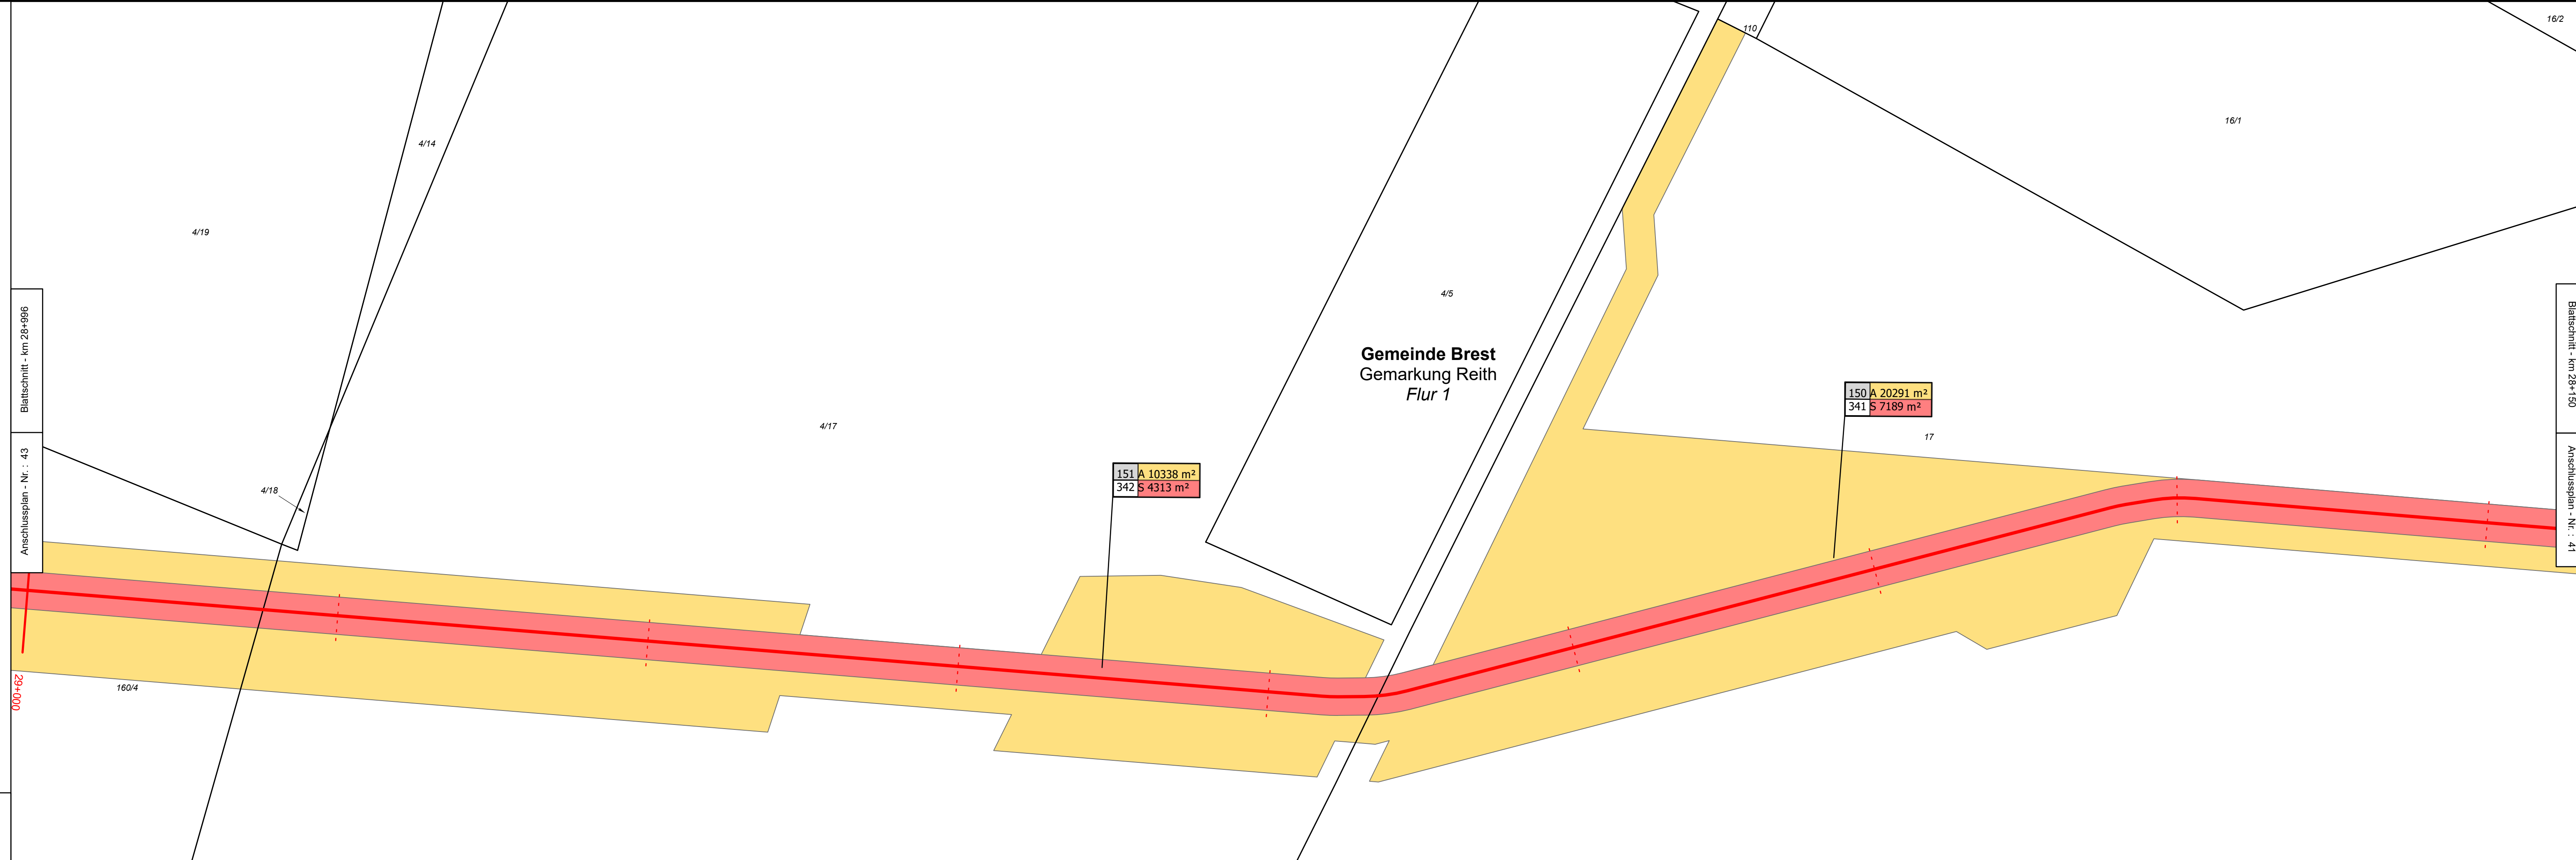 110
16/2
16/1
4/14
4/19
4/5
Blattschnitt - km 28+996
Anschlussplan - Nr. : 43
Blattschnitt - km 28+150
Anschlussplan - Nr. : 41
Gemeinde Brest
Gemarkung Reith
Flur 1
150 A 20291 m²
341 S 7189 m²
17
4/17
151 A 10338 m²
342 S 4313 m²
4/18
160/4
29+000